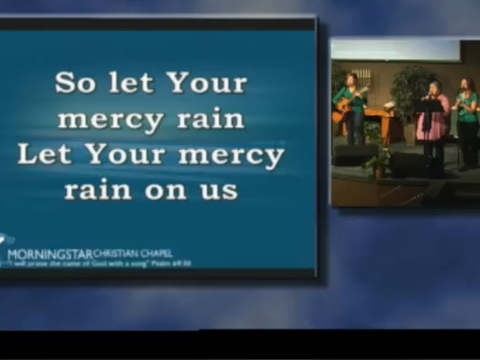 So let Your
mercy rain
Let Your mercy
rain on us
MORNINGSTAR CHRISTIAN CHAPEL
"I will praise the name of God with a song" Psalm 69:30